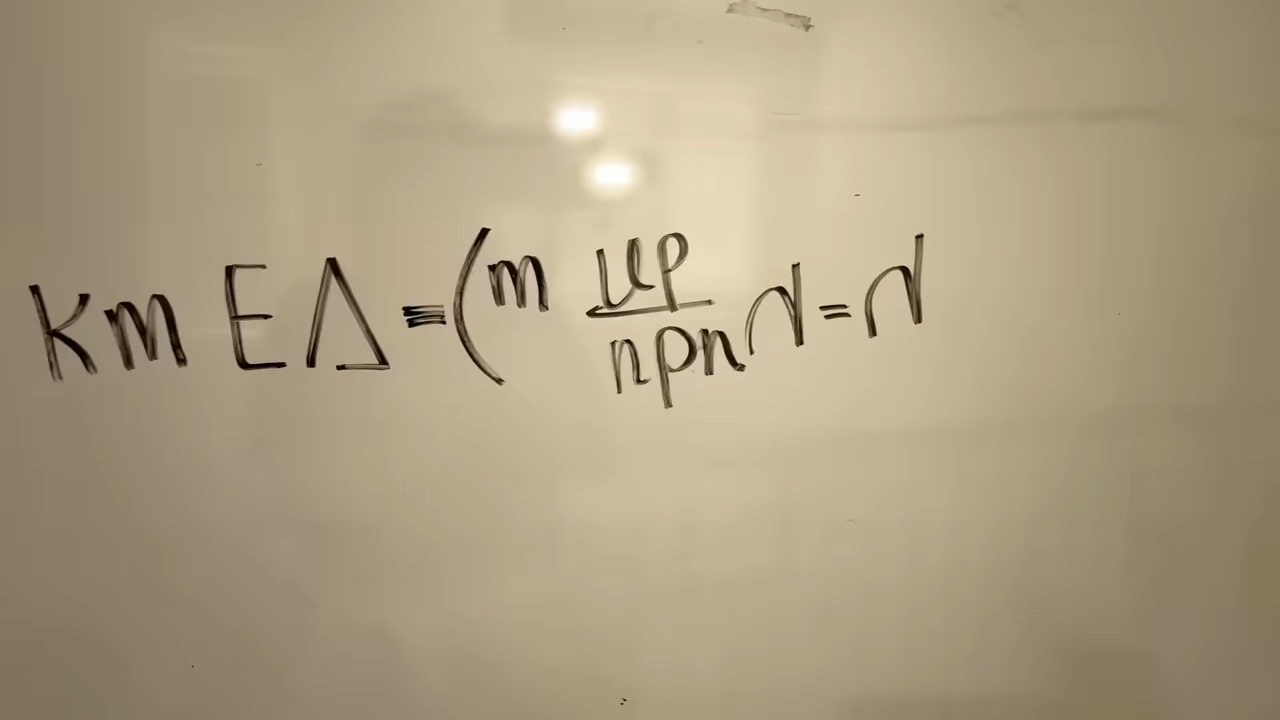 Km EΔ ≡ (m up/npn N = N